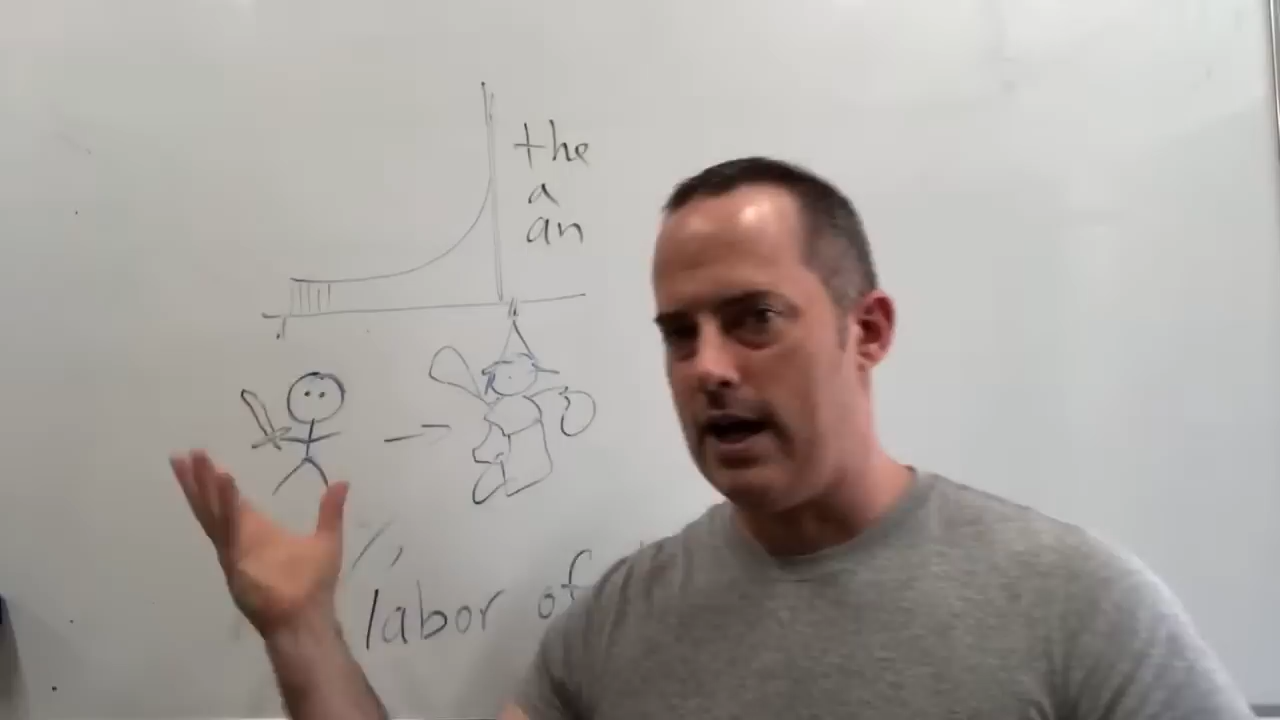 the
a
an
labor of